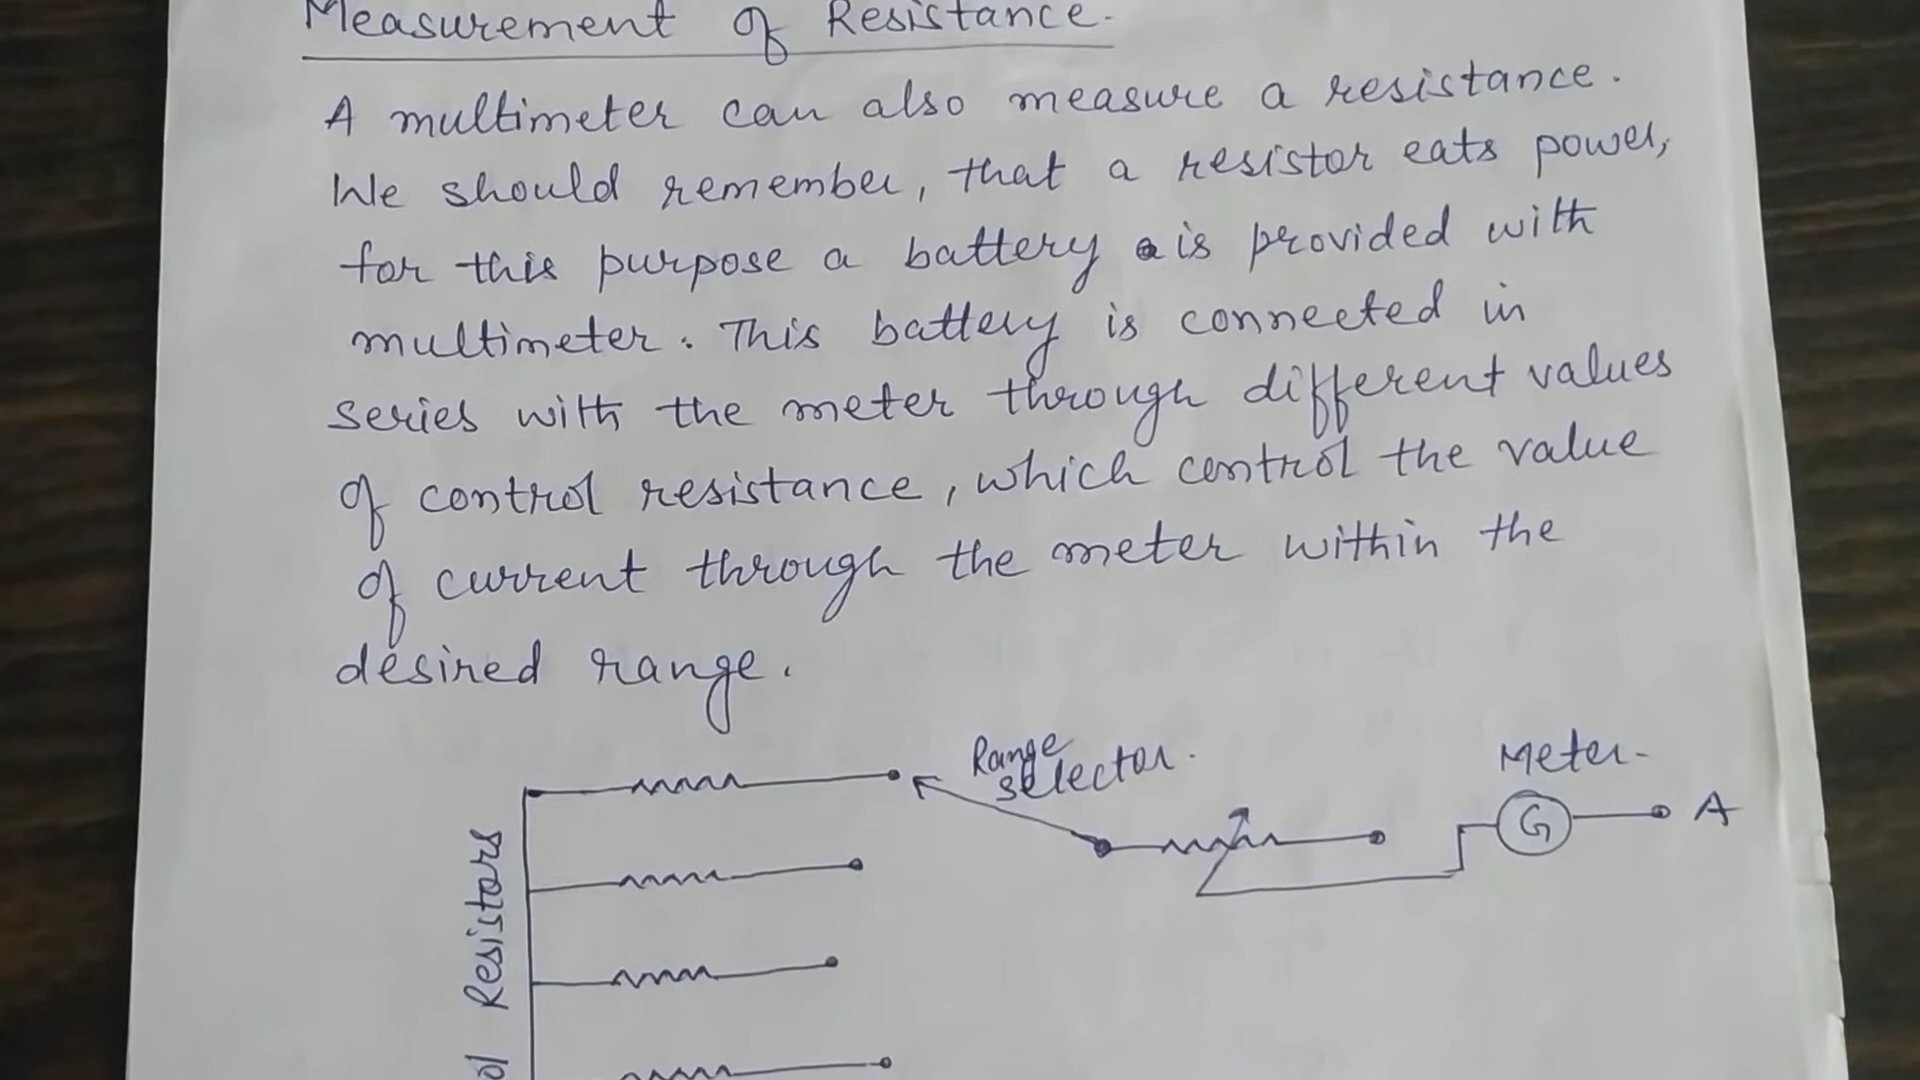 Measurement of Resistance.
A multimeter can also measure a resistance.
We should remember, that a resistor eats power,
for this purpose a battery is provided with
multimeter. This battery is connected in
series with the meter through different values
of control resistance, which control the value
of current through the meter within the
desired range.
Range
selector.
Meter-
G
A
ol Resistors